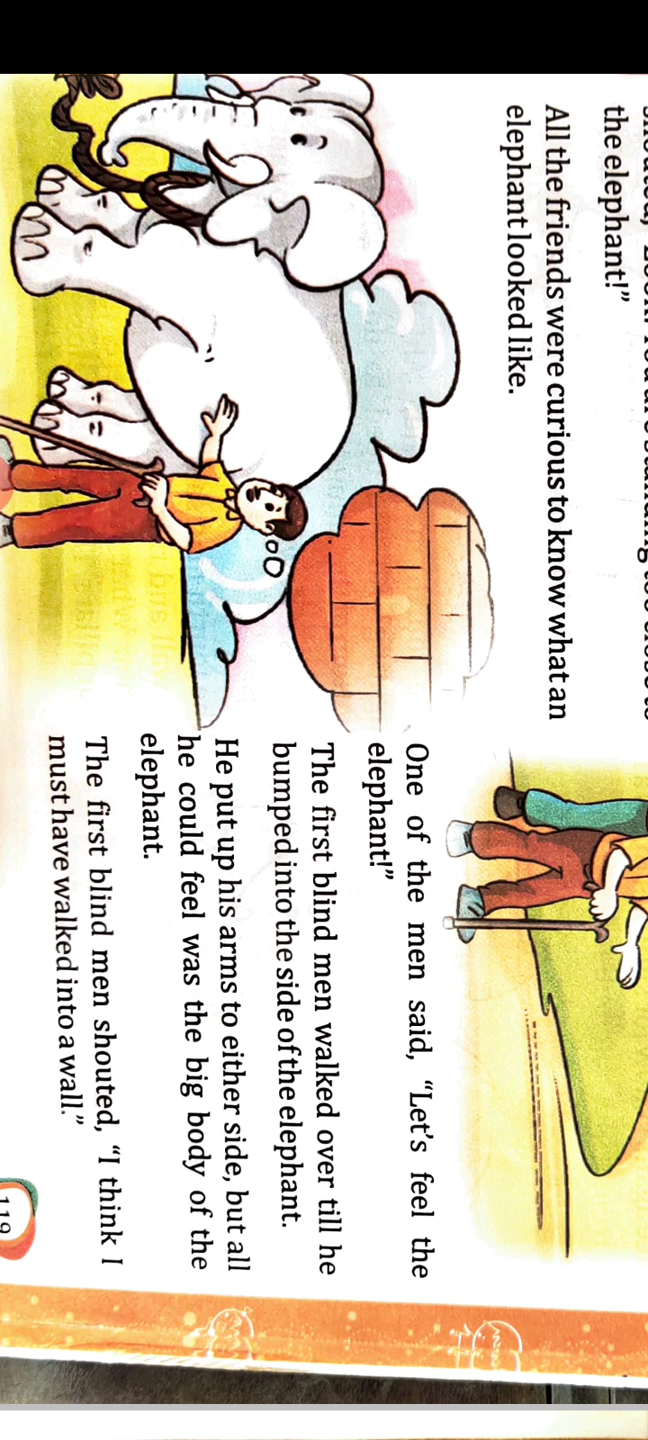 the elephant!"
All the friends were curious to know what an
elephant looked like.
One of the men said, "Let's feel the
elephant!"
The first blind men walked over till he
bumped into the side of the elephant.
He put up his arms to either side, but all
he could feel was the big body of the
elephant.
The first blind men shouted, "I think I
must have walked into a wall."
119